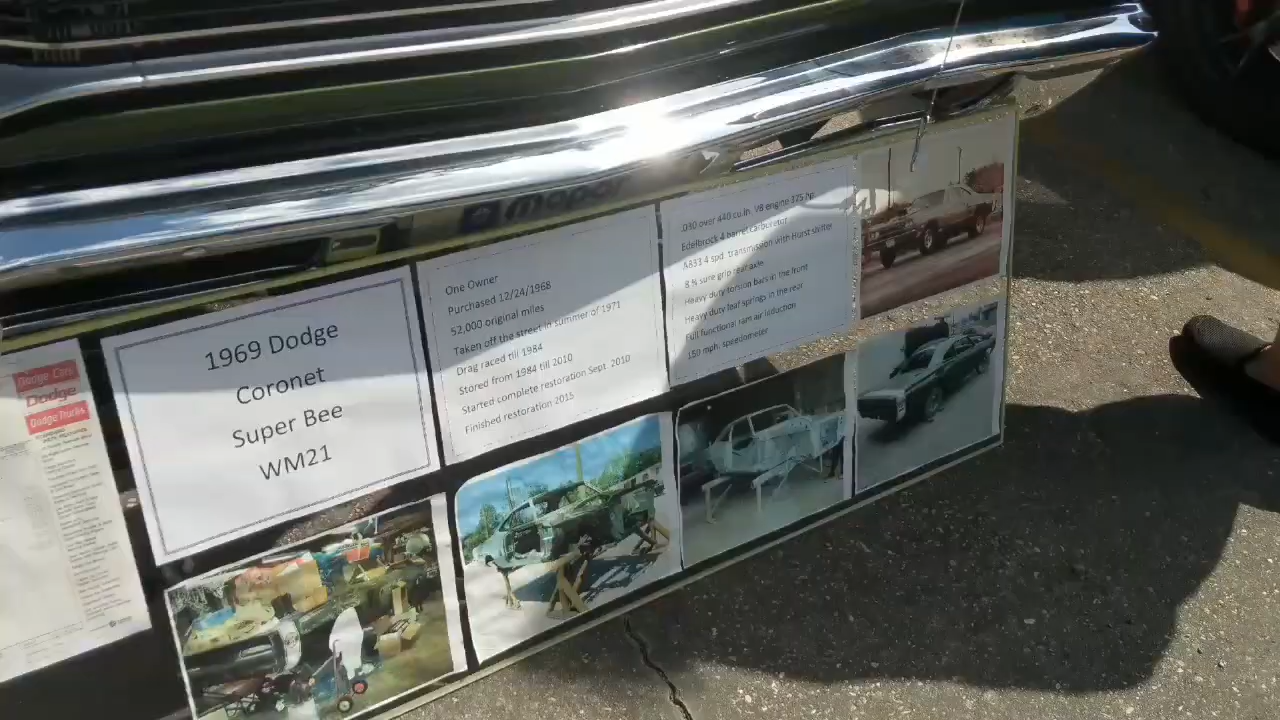 mopar
Dodge Cars
Dodge
Dodge Trucks
1969 Dodge
Coronet
Super Bee
WM21
One Owner
Purchased 12/24/1968
52,000 original miles
Taken off the street in summer of 1971
Drag raced till 1984
Stored from 1984 till 2010
Started complete restoration Sept 2010
Finished restoration 2015
.030 over 440 cu.in. V8 engine 375 hp
Edelbrock 4 barrel Carburetor
A833 4 spd transmission with Hurst shifter
8 ¾ sure grip rear axle
Heavy duty torsion bars in the front
Heavy duty leaf springs in the rear
Full functional ram air induction
150 mph. speedometer